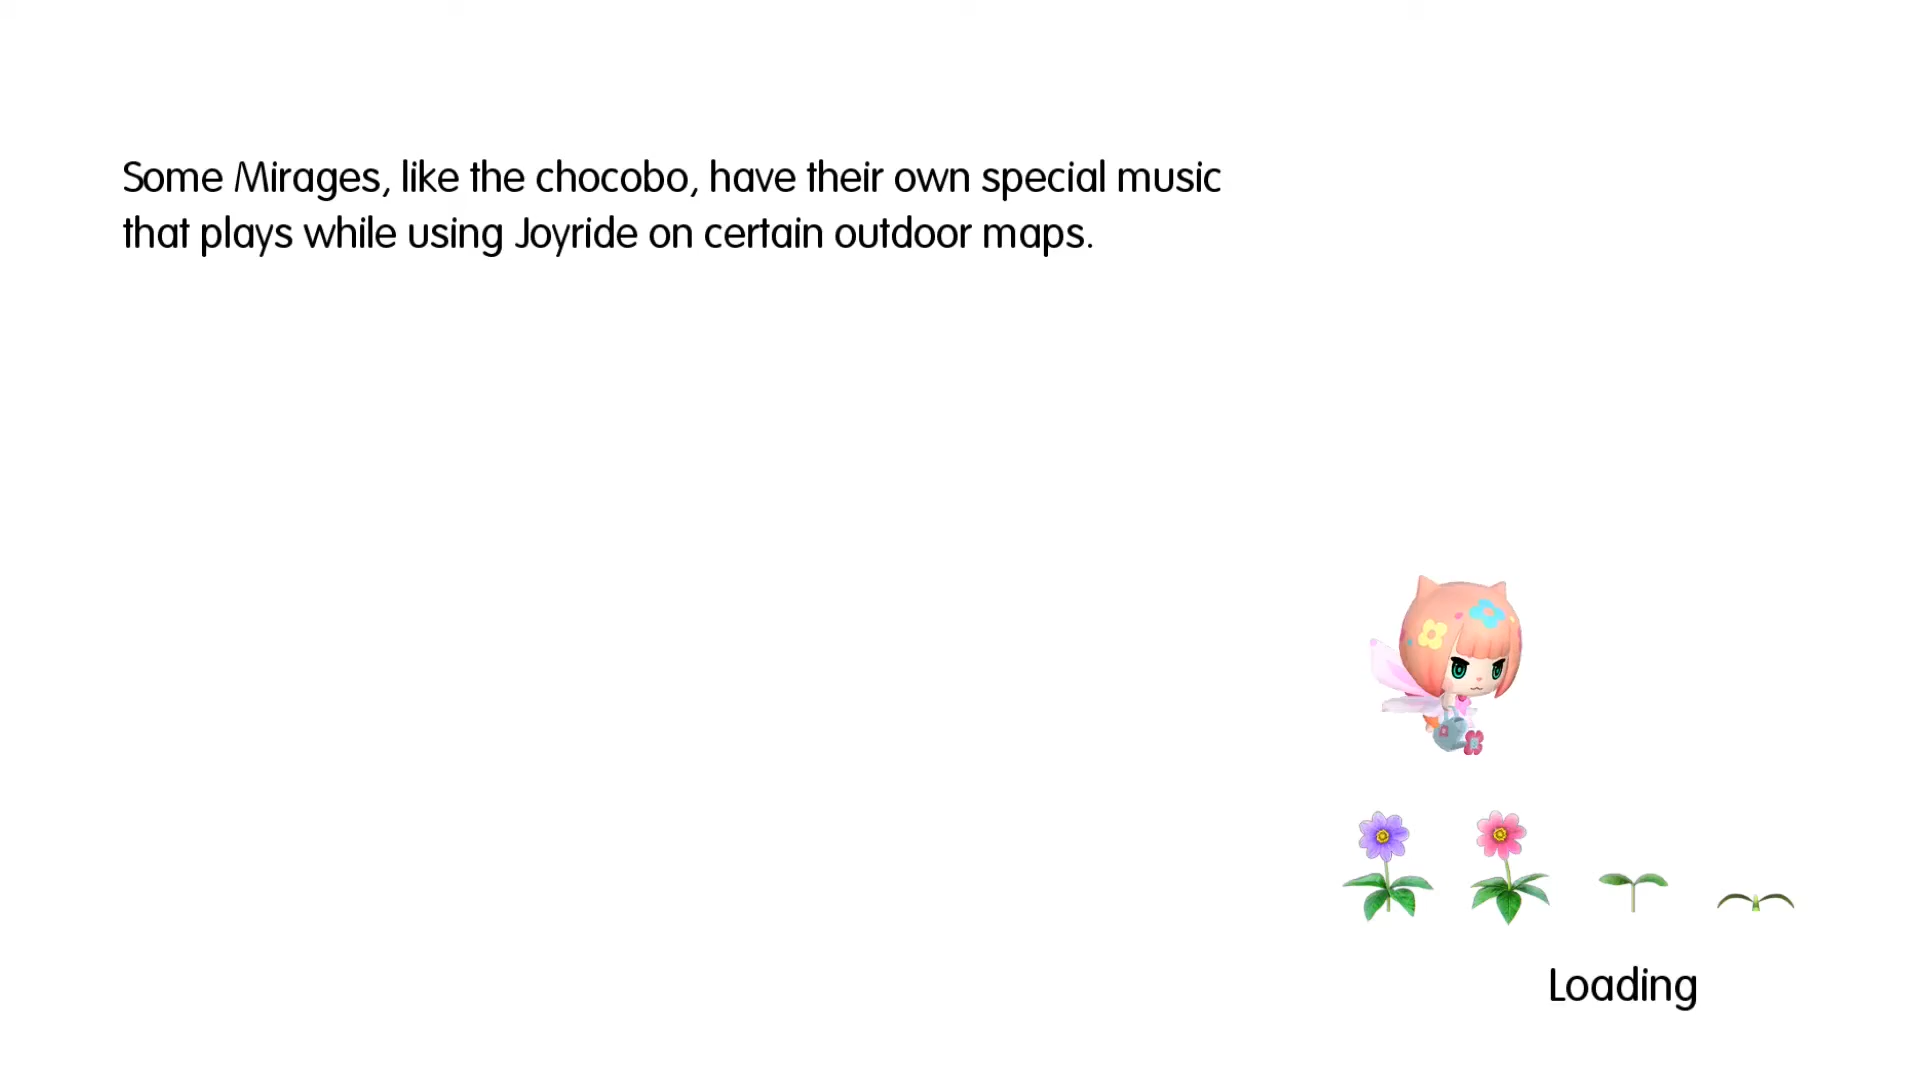 Some Mirages, like the chocobo, have their own special music
that plays while using Joyride on certain outdoor maps.
Loading